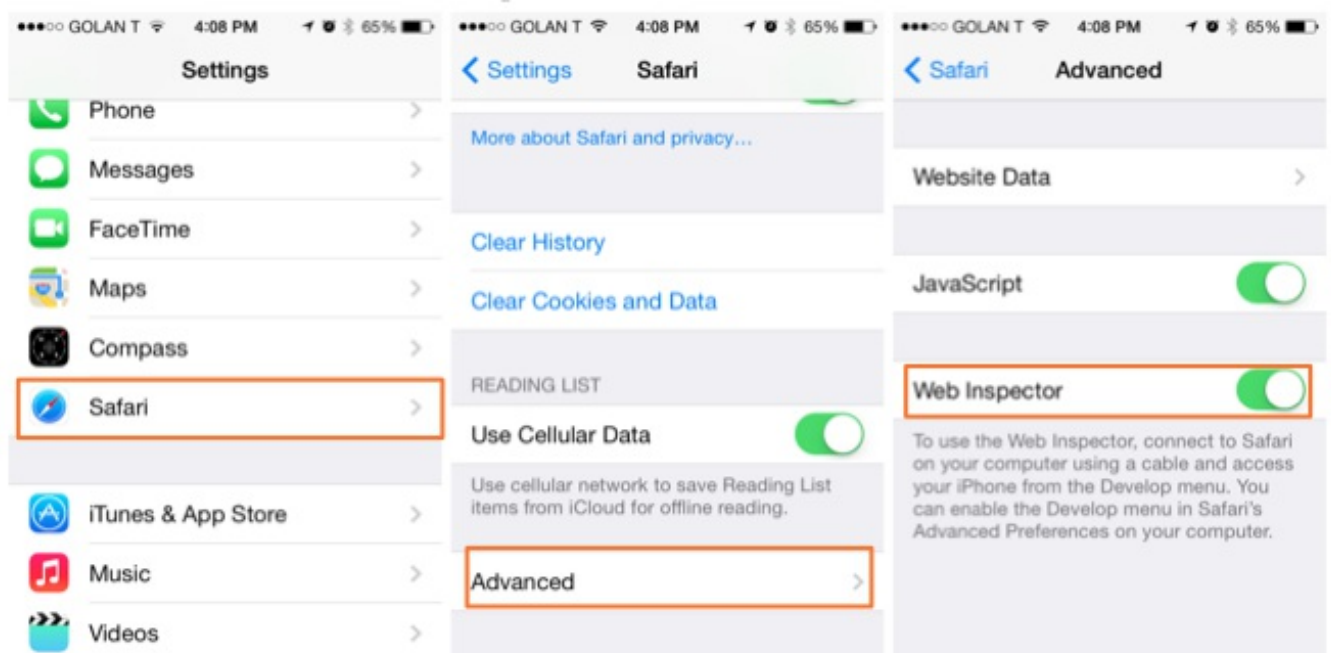 GOLAN T 4:08 PM 65%
Settings
Phone
Messages
FaceTime
Maps
Compass
Safari
iTunes & App Store
Music
Videos
GOLAN T 4:08 PM 65%
Settings Safari
More about Safari and privacy...
Clear History
Clear Cookies and Data
READING LIST
Use Cellular Data
Use cellular network to save Reading List
items from iCloud for offline reading.
Advanced
GOLAN T 4:08 PM 65%
Safari Advanced
Website Data
JavaScript
Web Inspector
To use the Web Inspector, connect to Safari
on your computer using a cable and access
your iPhone from the Develop menu. You
can enable the Develop menu in Safari's
Advanced Preferences on your computer.